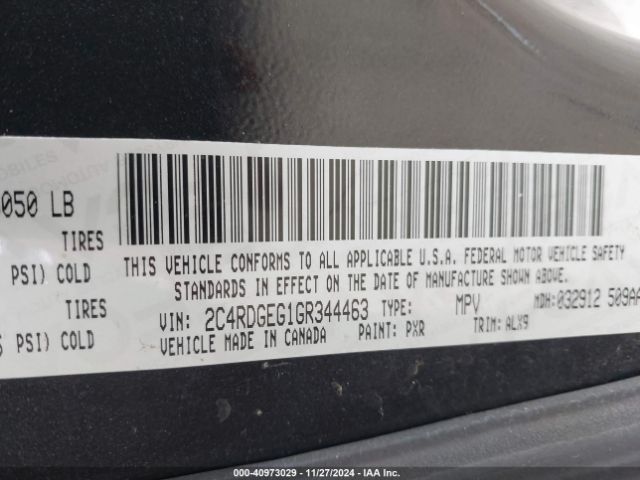 050 LB
TIRES
PSI) COLD
TIRES
PSI) COLD
THIS VEHICLE CONFORMS TO ALL APPLICABLE U.S.A. FEDERAL MOTOR VEHICLE SAFETY
STANDARDS IN EFFECT ON THE DATE OF MANUFACTURE SHOWN ABOVE.
VIN: 2C4RDGEG1GR344463 TYPE: MPV MDH:032912 509AA
VEHICLE MADE IN CANADA PAINT: PXR TRIM: ALX9
000-40973029 - 11/27/2024 - IAA Inc.